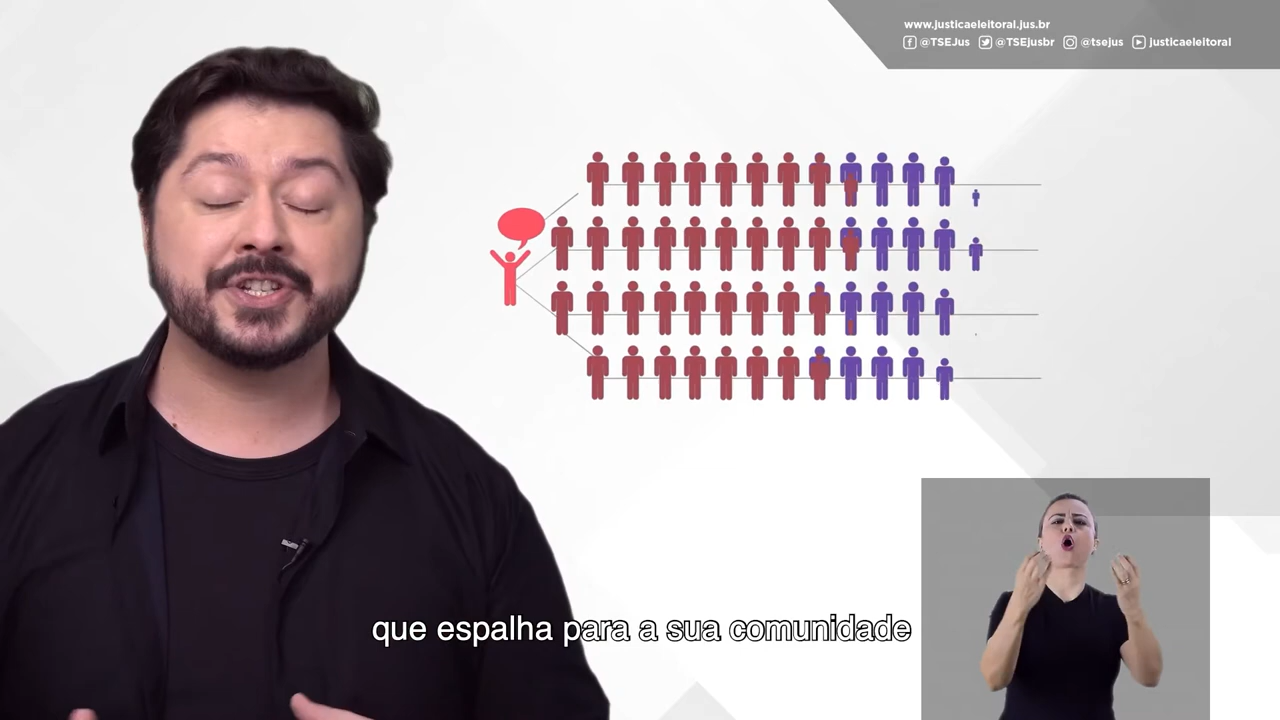 www.justicaeleitoral.jus.br
@TSEJus @TSEjusbr @tsejus justicaeleitoral
que espalha para a sua comunidade